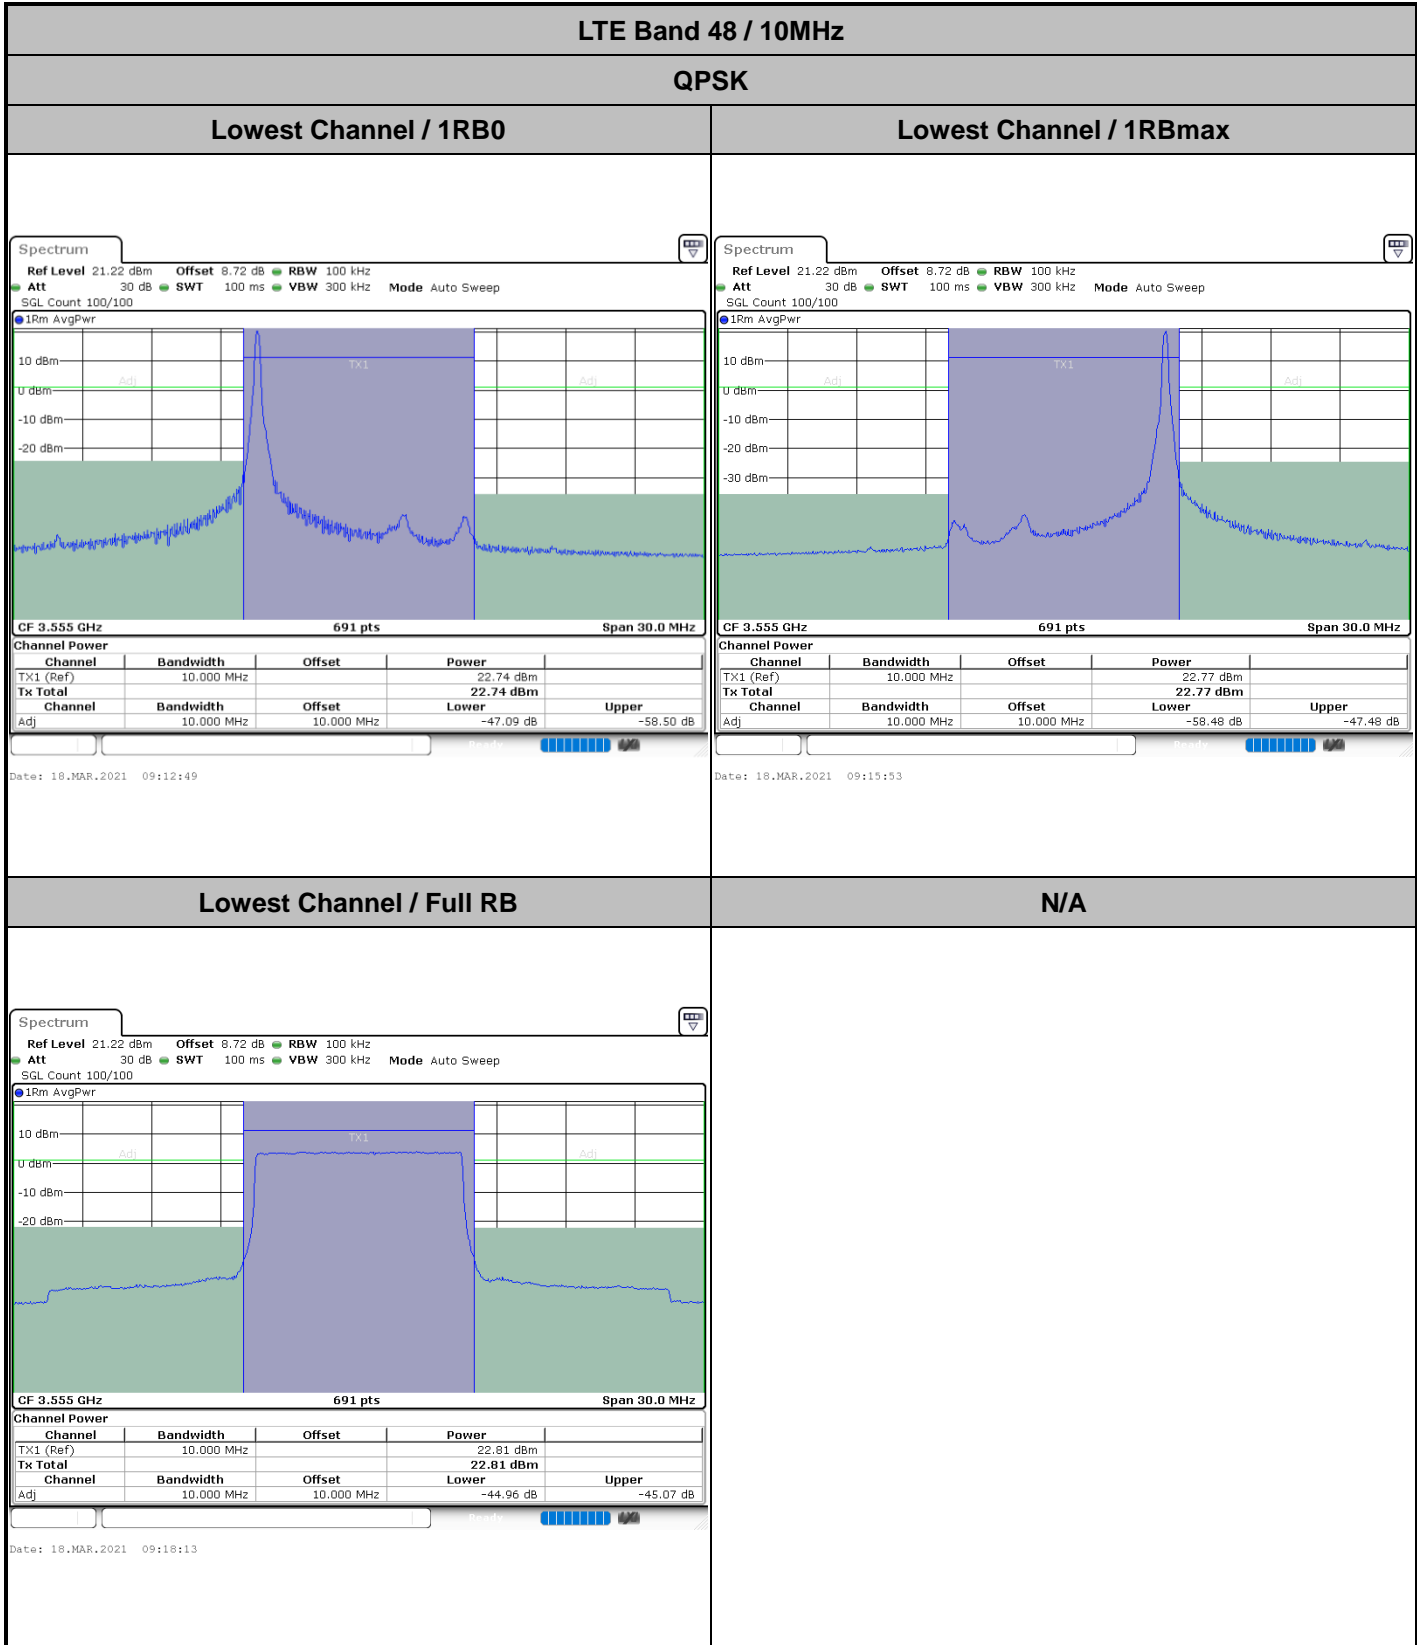 LTE Band 48 / 10MHz
QPSK
Lowest Channel / 1RB0
Lowest Channel / 1RBmax
Spectrum
Ref Level 21.22 dBm Offset 8.72 dB RBW 100 kHz
Att 30 dB SWT 100 ms VBW 300 kHz Mode Auto Sweep
SGL Count 100/100
1Rm AvgPwr
10 dBm
TX1
Adj
Adj
0 dBm
-10 dBm
-20 dBm
CF 3.555 GHz 691 pts Span 30.0 MHz
Channel Power
Channel Bandwidth Offset Power
TX1 (Ref) 10.000 MHz 22.74 dBm
Tx Total 22.74 dBm
Channel Bandwidth Offset Lower Upper
Adj 10.000 MHz 10.000 MHz -47.09 dB -58.50 dB
Ready
Date: 18.MAR.2021 09:12:49
Spectrum
Ref Level 21.22 dBm Offset 8.72 dB RBW 100 kHz
Att 30 dB SWT 100 ms VBW 300 kHz Mode Auto Sweep
SGL Count 100/100
1Rm AvgPwr
10 dBm
TX1
Adj
Adj
0 dBm
-10 dBm
-20 dBm
-30 dBm
CF 3.555 GHz 691 pts Span 30.0 MHz
Channel Power
Channel Bandwidth Offset Power
TX1 (Ref) 10.000 MHz 22.77 dBm
Tx Total 22.77 dBm
Channel Bandwidth Offset Lower Upper
Adj 10.000 MHz 10.000 MHz -58.48 dB -47.48 dB
Ready
Date: 18.MAR.2021 09:15:53
Lowest Channel / Full RB
N/A
Spectrum
Ref Level 21.22 dBm Offset 8.72 dB RBW 100 kHz
Att 30 dB SWT 100 ms VBW 300 kHz Mode Auto Sweep
SGL Count 100/100
1Rm AvgPwr
10 dBm
TX1
Adj
Adj
0 dBm
-10 dBm
-20 dBm
CF 3.555 GHz 691 pts Span 30.0 MHz
Channel Power
Channel Bandwidth Offset Power
TX1 (Ref) 10.000 MHz 22.81 dBm
Tx Total 22.81 dBm
Channel Bandwidth Offset Lower Upper
Adj 10.000 MHz 10.000 MHz -44.96 dB -45.07 dB
Ready
Date: 18.MAR.2021 09:18:13